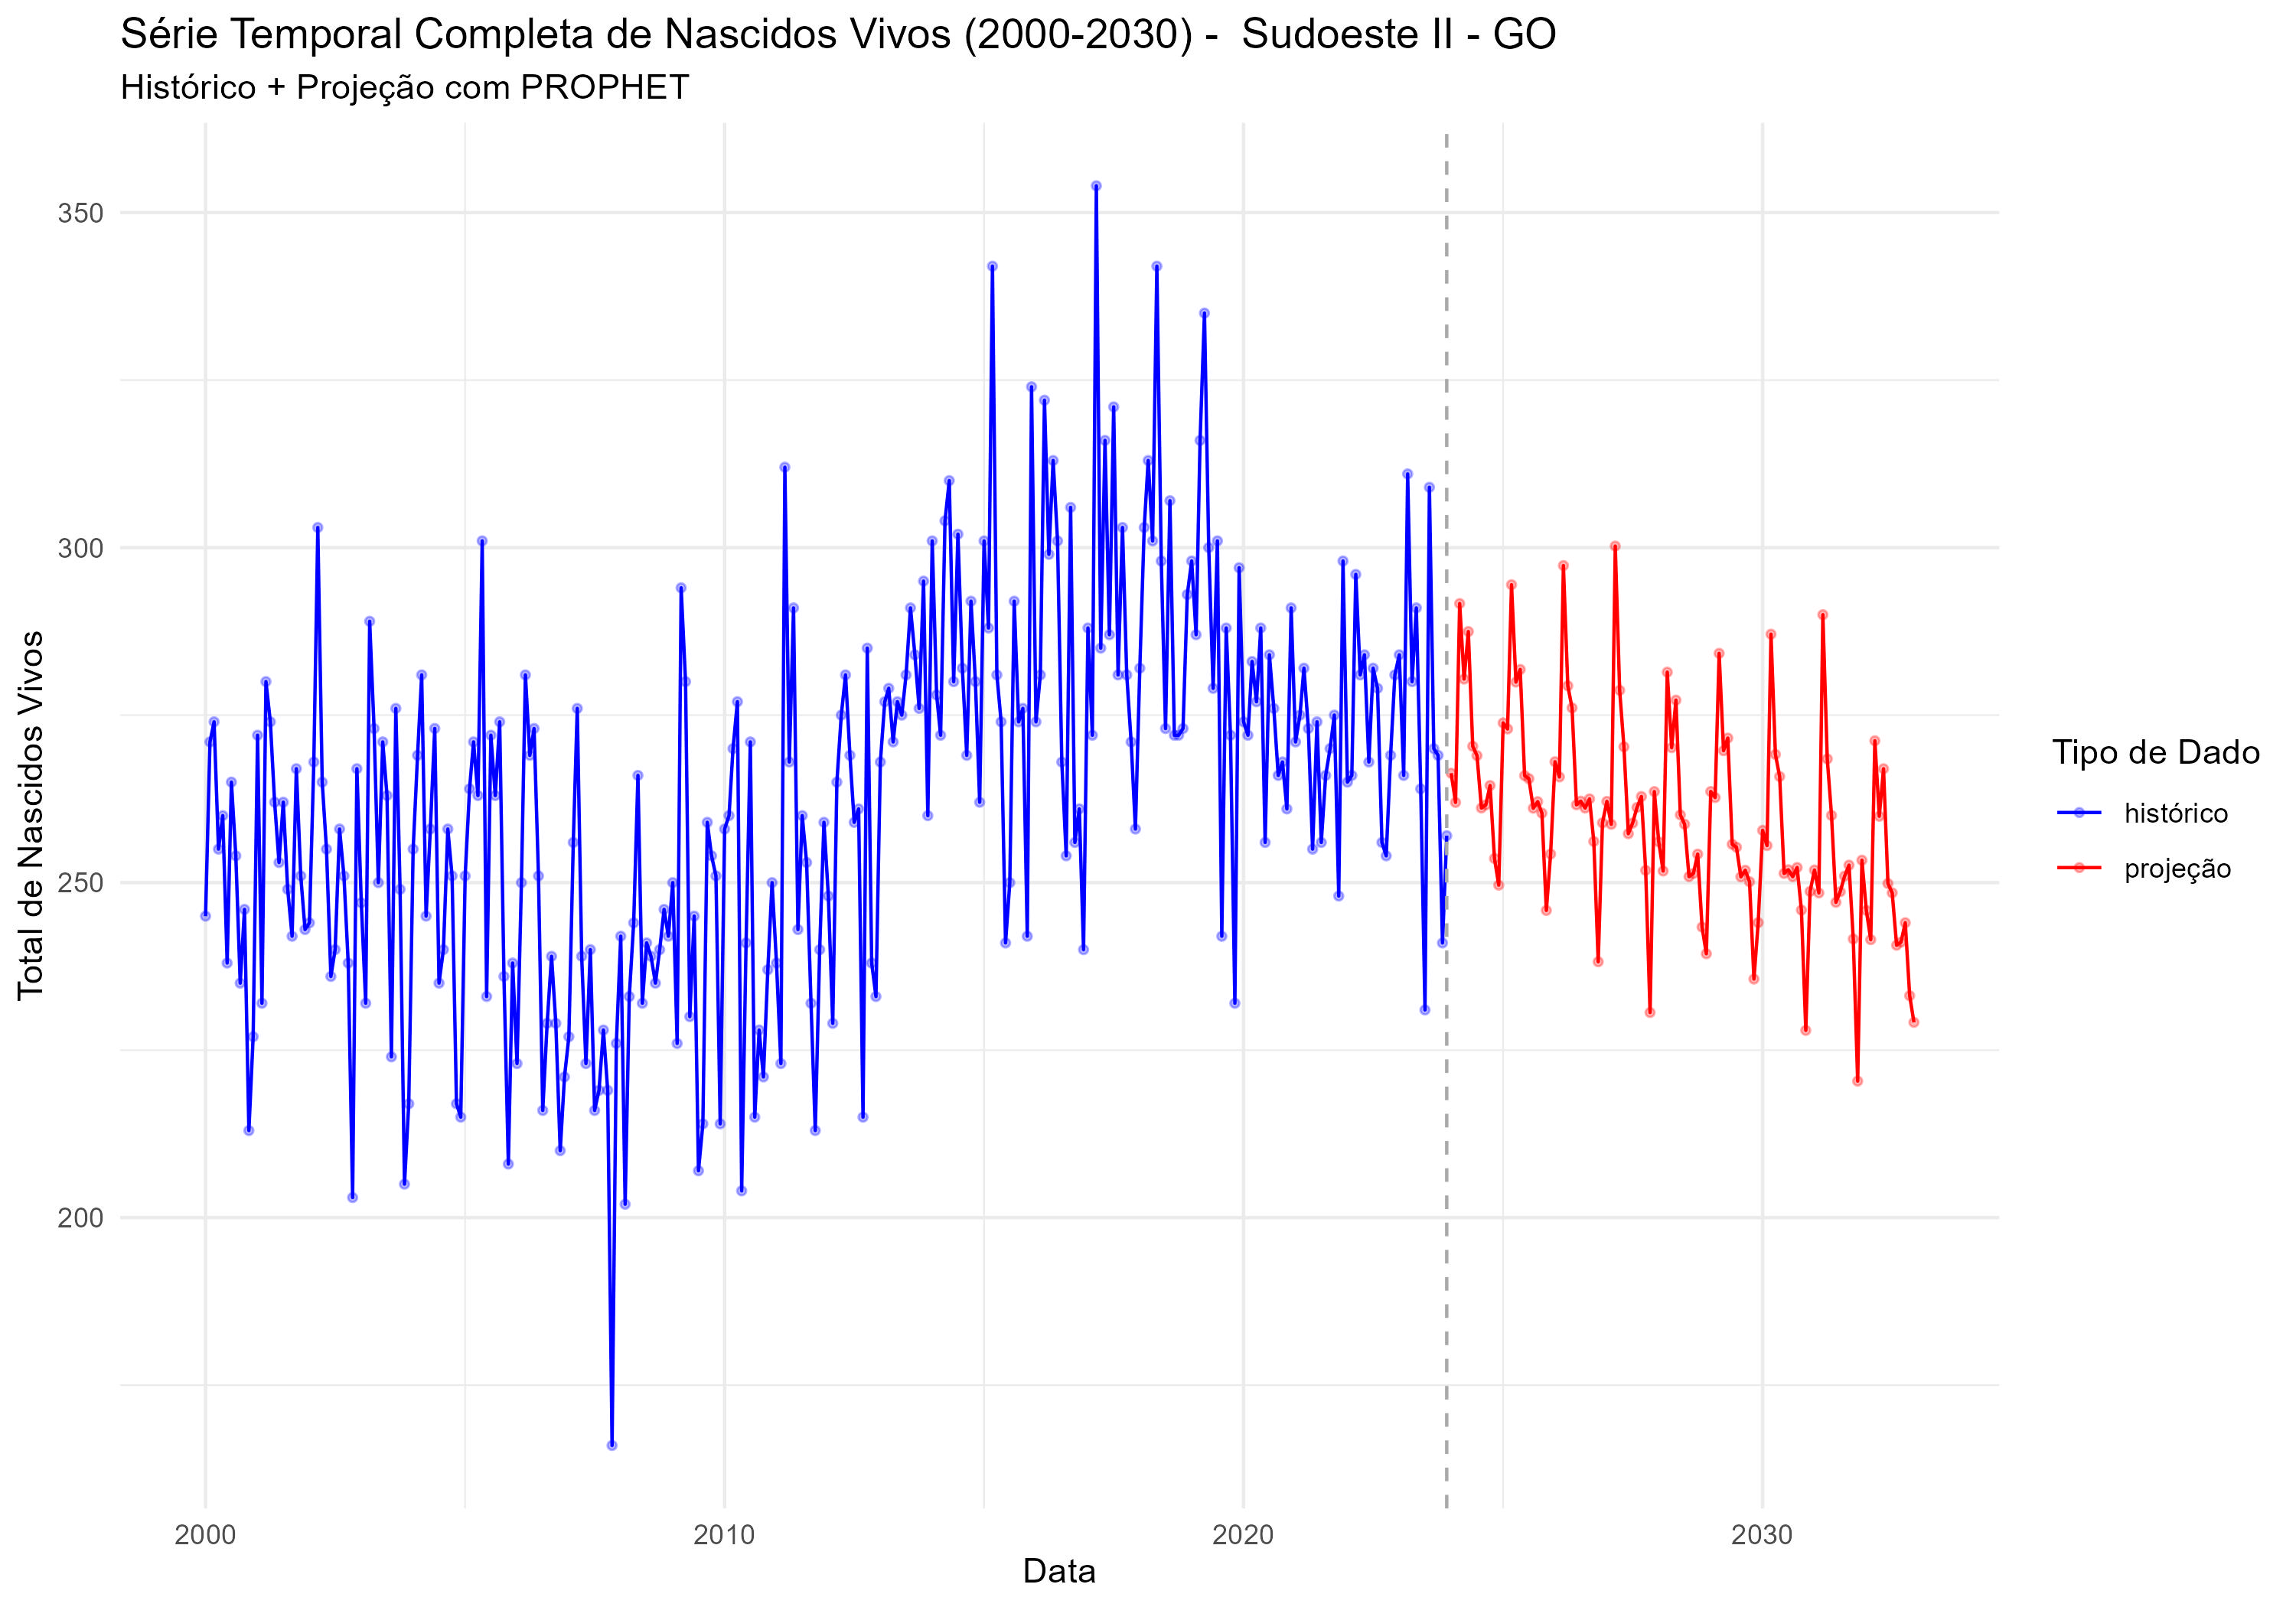 Série Temporal Completa de Nascidos Vivos (2000-2030) -  Sudoeste II - GO
Histórico + Projeção com PROPHET
Total de Nascidos Vivos
350
300
250
200
2000
2010
2020
2030
Data
Tipo de Dado
histórico
projeção